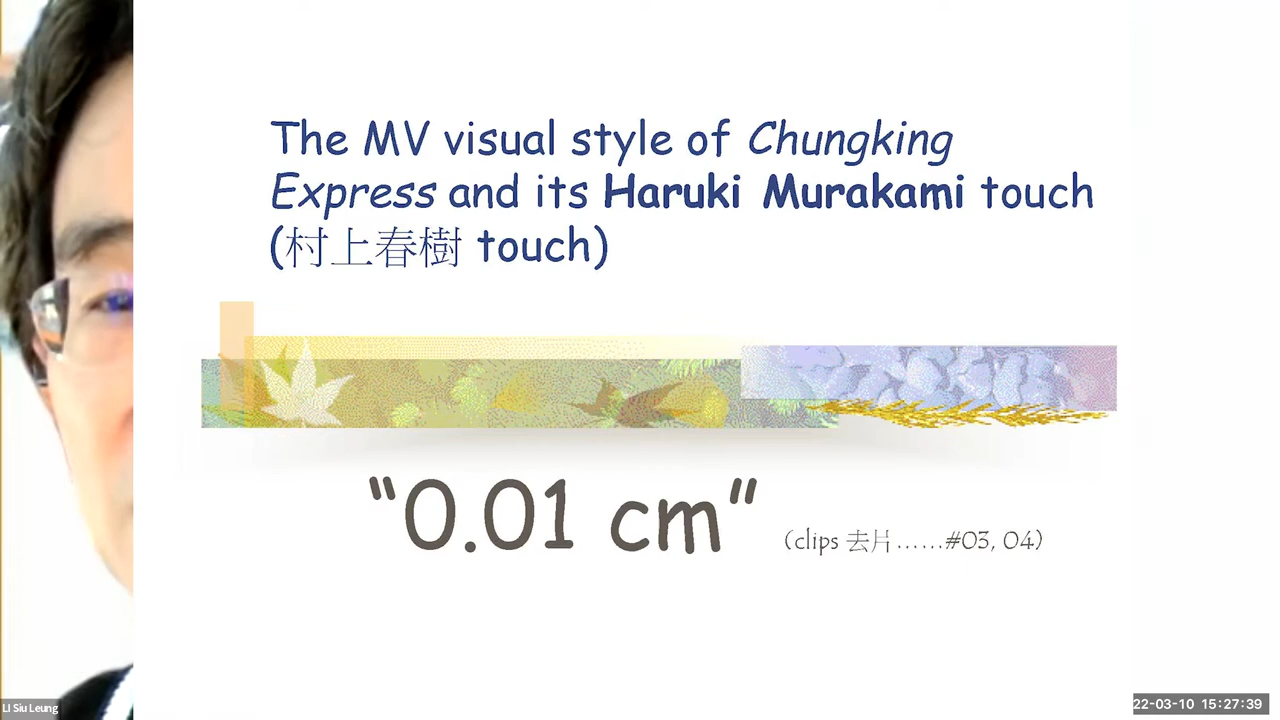 The MV visual style of Chungking
Express and its Haruki Murakami touch
(村上春樹 touch)
“0.01 cm”
(clips 去片......#03, 04)
LI Siu Leung
22-03-10 15:27:39